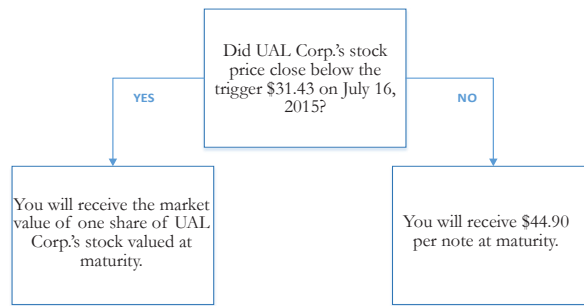 Did UAL Corp.'s stock
price close below the
trigger $31.43 on July 16,
2015?
YES
NO
You will receive the market
value of one share of UAL
Corp.'s stock valued at
maturity.
You will receive $44.90
per note at maturity.